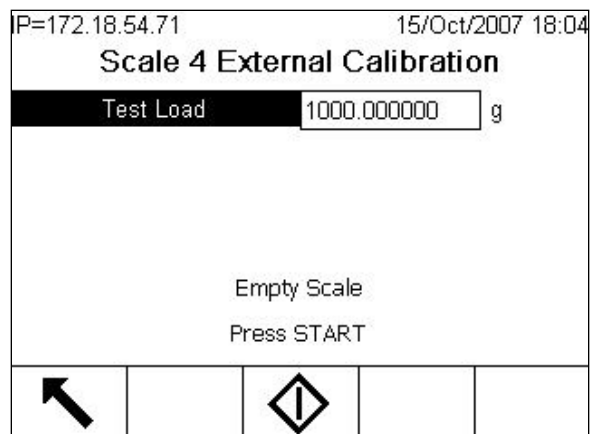 IP=172.18.54.71 15/Oct/2007 18:04
Scale 4 External Calibration
Test Load 1000.000000 g
Empty Scale
Press START